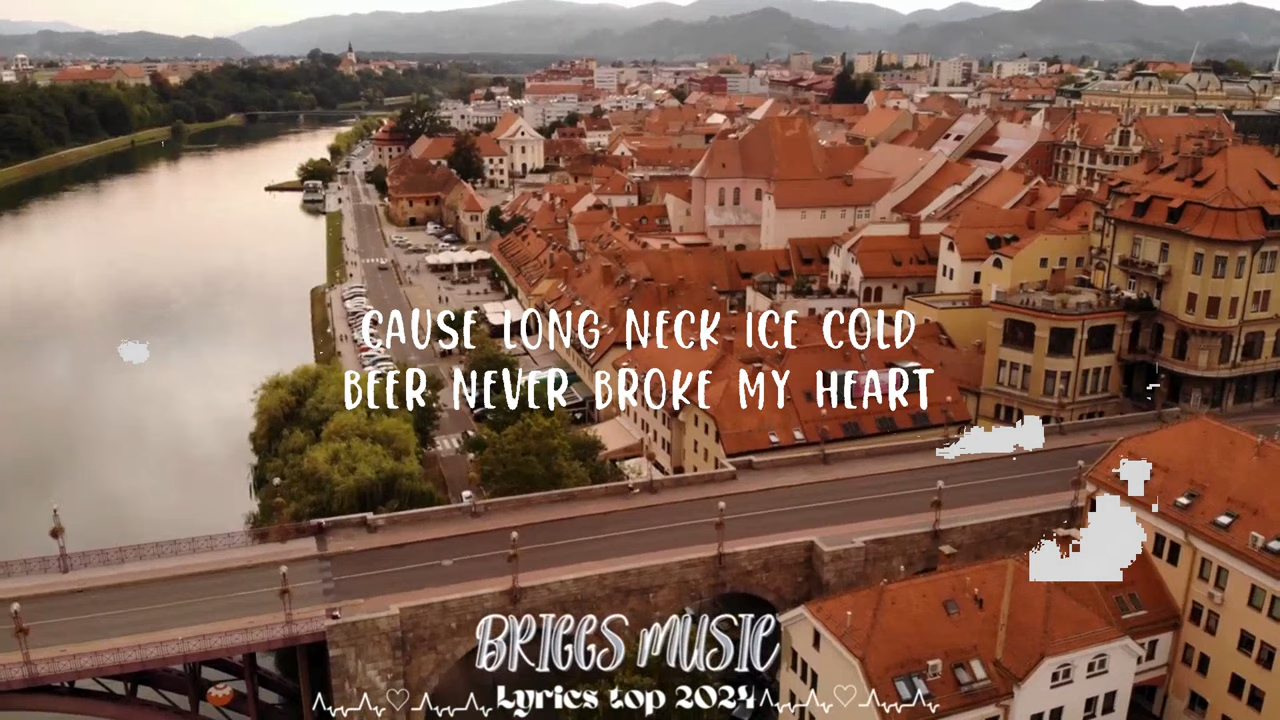 CAUSE LONG NECK ICE COLD
BEER NEVER BROKE MY HEART
BRIGGS MUSIC
Lyrics top 2024